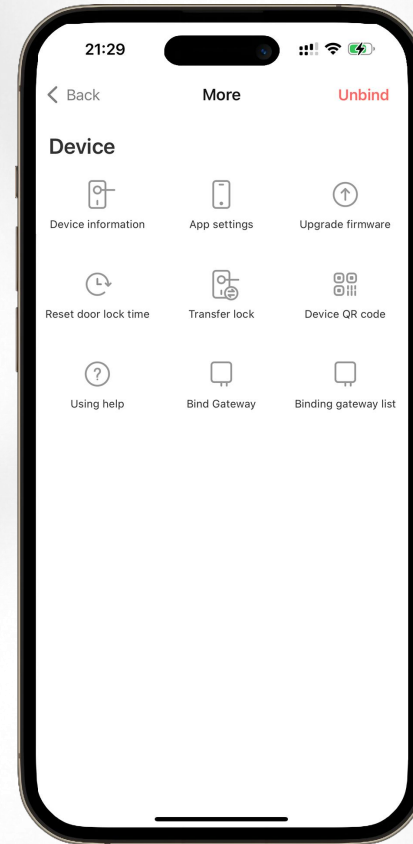 21:29
Back
More
Unbind
Device
Device information
App settings
Upgrade firmware
Reset door lock time
Transfer lock
Device QR code
Using help
Bind Gateway
Binding gateway list